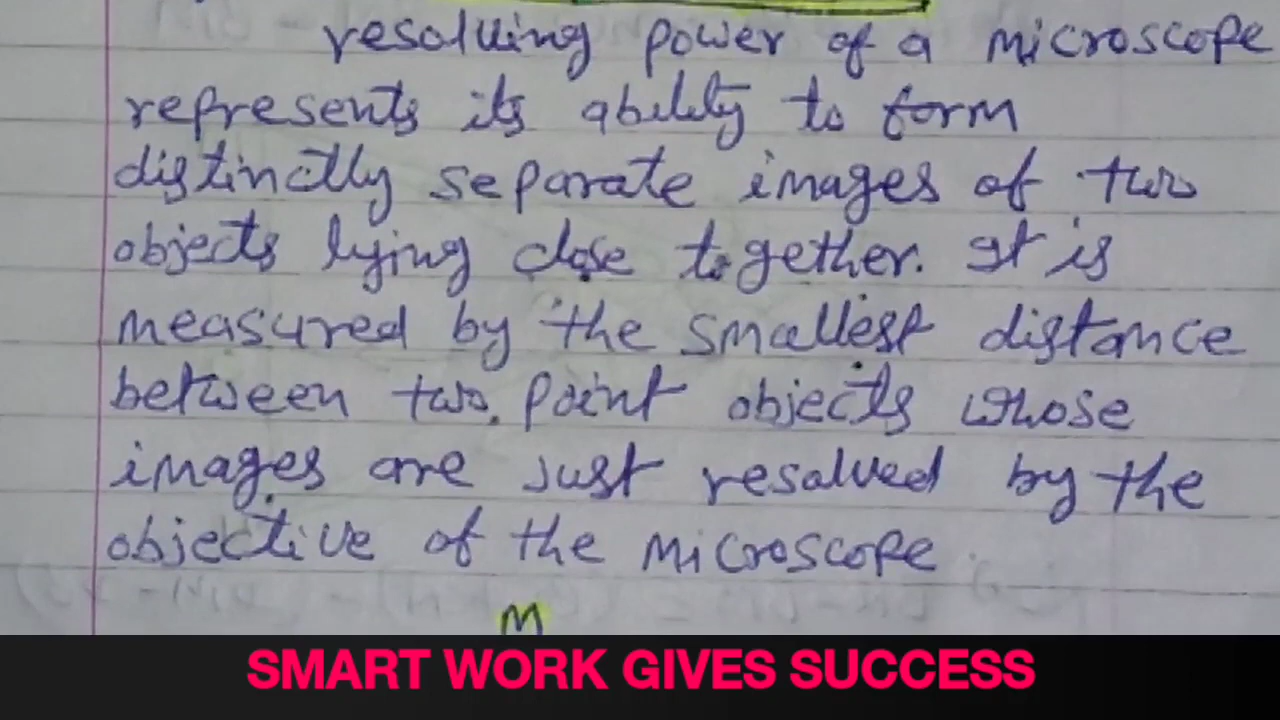 resolving power of a microscope
represents its ability to form
distinctly separate images of two
objects lying close together. It is
measured by the smallest distance
between two point objects whose
images are just resolved by the
objective of the microscope
M
SMART WORK GIVES SUCCESS